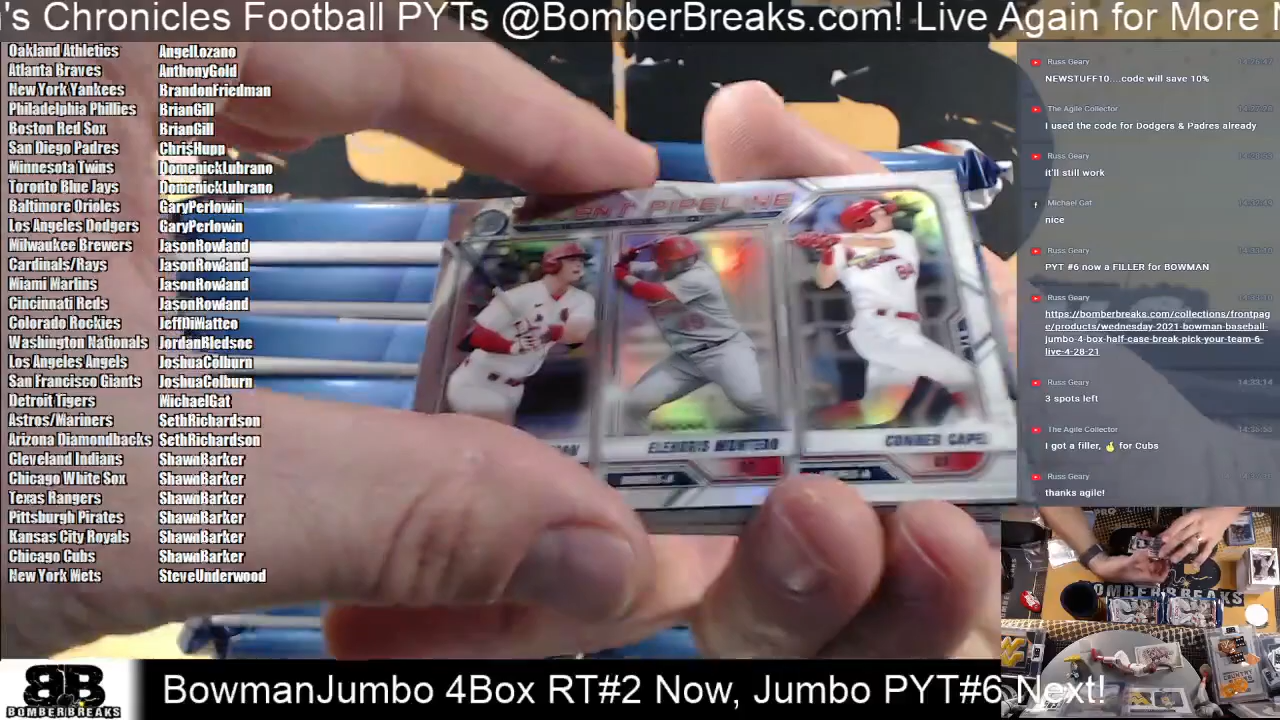 's Chronicles Football PYTs @BomberBreaks.com! Live Again for More
Oakland Athletics AngelLozano
Atlanta Braves AnthonyGold
New York Yankees BrandonFriedman
Philadelphia Phillies BrianGill
Boston Red Sox BrianGill
San Diego Padres ChrisHupp
Minnesota Twins DomenickLubrano
Toronto Blue Jays DomenickLubrano
Baltimore Orioles GaryPerlowin
Los Angeles Dodgers GaryPerlowin
Milwaukee Brewers JasonRowland
Cardinals/Rays JasonRowland
Miami Marlins JasonRowland
Cincinnati Reds JasonRowland
Colorado Rockies JeffDiMatteo
Washington Nationals JordanBledsoe
Los Angeles Angels JoshuaColburn
San Francisco Giants JoshuaColburn
Detroit Tigers MichaelGat
Astros/Mariners SethRichardson
Arizona Diamondbacks SethRichardson
Cleveland Indians ShawnBarker
Chicago White Sox ShawnBarker
Texas Rangers ShawnBarker
Pittsburgh Pirates ShawnBarker
Kansas City Royals ShawnBarker
Chicago Cubs ShawnBarker
New York Mets SteveUnderwood
PIPELINE
ELEHURIS MONTERO
CONNER CAPEL
Russ Geary
NEWSTUFF10....code will save 10%
The Agile Collector
I used the code for Dodgers & Padres already
Russ Geary
it'll still work
Michael Gat
nice
Russ Geary
PYT #6 now a FILLER for BOWMAN
Russ Geary
https://bomberbreaks.com/collections/frontpag
e/products/wednesday-2021-bowman-baseball-
jumbo-4-box-half-case-break-pick-your-team-6-
live-4-28-21
Russ Geary 14:33:14
3 spots left
The Agile Collector
I got a filler, 🤞 for Cubs
Russ Geary
thanks agile!
BOMBERBREAKS
BB
BOMBERBREAKS
BowmanJumbo 4Box RT#2 Now, Jumbo PYT#6 Next!